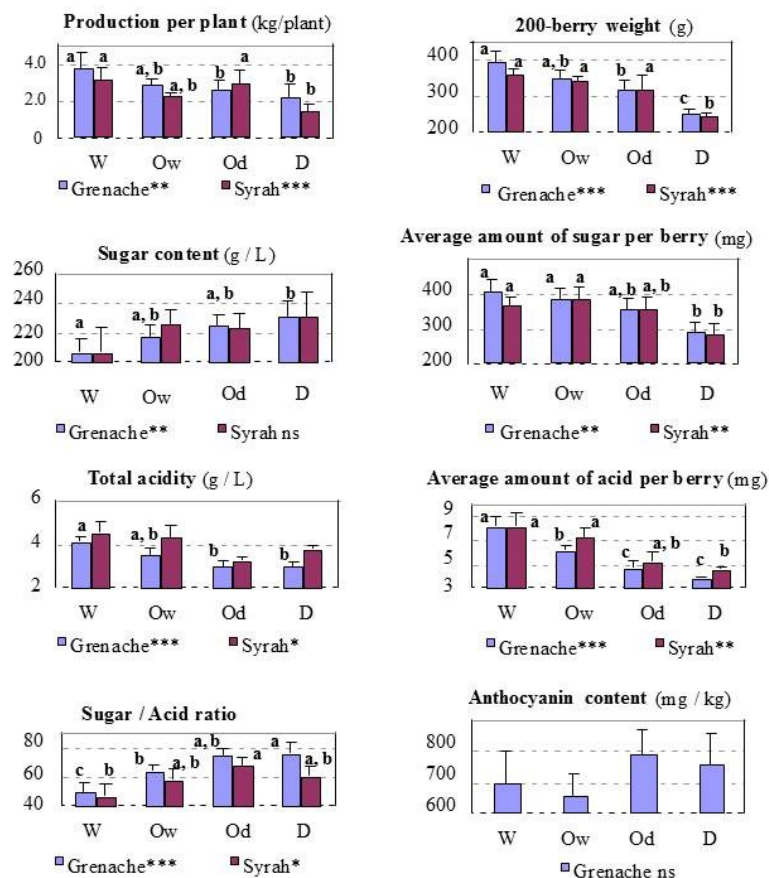 Production per plant (kg/plant)
4.0
2.0
0
a a a, b a, b b a a b
W Ow Od D
Grenache** Syrah***
200-berry weight (g)
400
300
200
a a a, b a b a c b
W Ow Od D
Grenache*** Syrah***
Sugar content (g / L)
260
240
220
200
a a, b a, b b
W Ow Od D
Grenache** Syrah ns
Average amount of sugar per berry (mg)
400
300
200
a a a a a, b a, b b b
W Ow Od D
Grenache** Syrah**
Total acidity (g / L)
6
4
2
a a, b b b
W Ow Od D
Grenache*** Syrah*
Average amount of acid per berry (mg)
9
7
5
3
a a b a c a, b c b
W Ow Od D
Grenache*** Syrah**
Sugar / Acid ratio
80
60
40
c b b a, b a, b a a a, b
W Ow Od D
Grenache*** Syrah*
Anthocyanin content (mg / kg)
800
700
600
W Ow Od D
Grenache ns